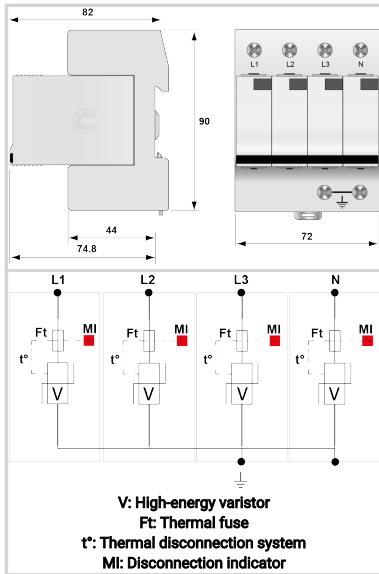 82
L1 L2 L3 N
90
44
74.8
72
L1 L2 L3 N
Ft MI Ft MI Ft MI Ft MI
t° t° t° t°
V V V V
V: High-energy varistor
Ft: Thermal fuse
t°: Thermal disconnection system
MI: Disconnection indicator